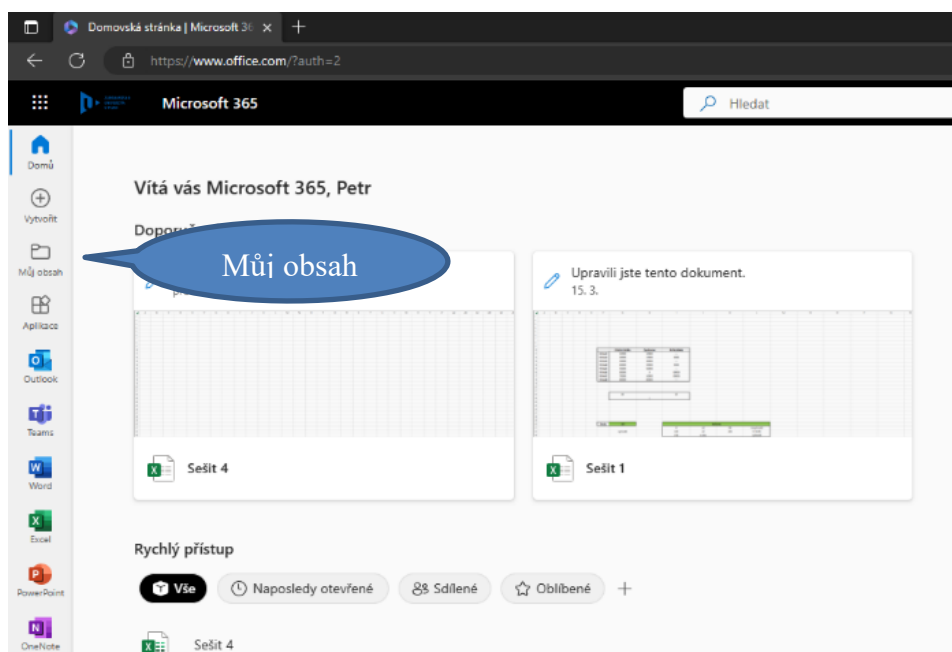 Domovská stránka | Microsoft 36
https://www.office.com/?auth=2
Microsoft 365
Hledat
Domů
Vytvořit
Můj obsah
Aplikace
Outlook
Teams
Word
Excel
PowerPoint
OneNote
Vítá vás Microsoft 365, Petr
Můj obsah
Upravili jste tento dokument.
15. 3.
Sešit 4
Sešit 1
Rychlý přístup
Vše
Naposledy otevřené
Sdílené
Oblíbené
Sešit 4